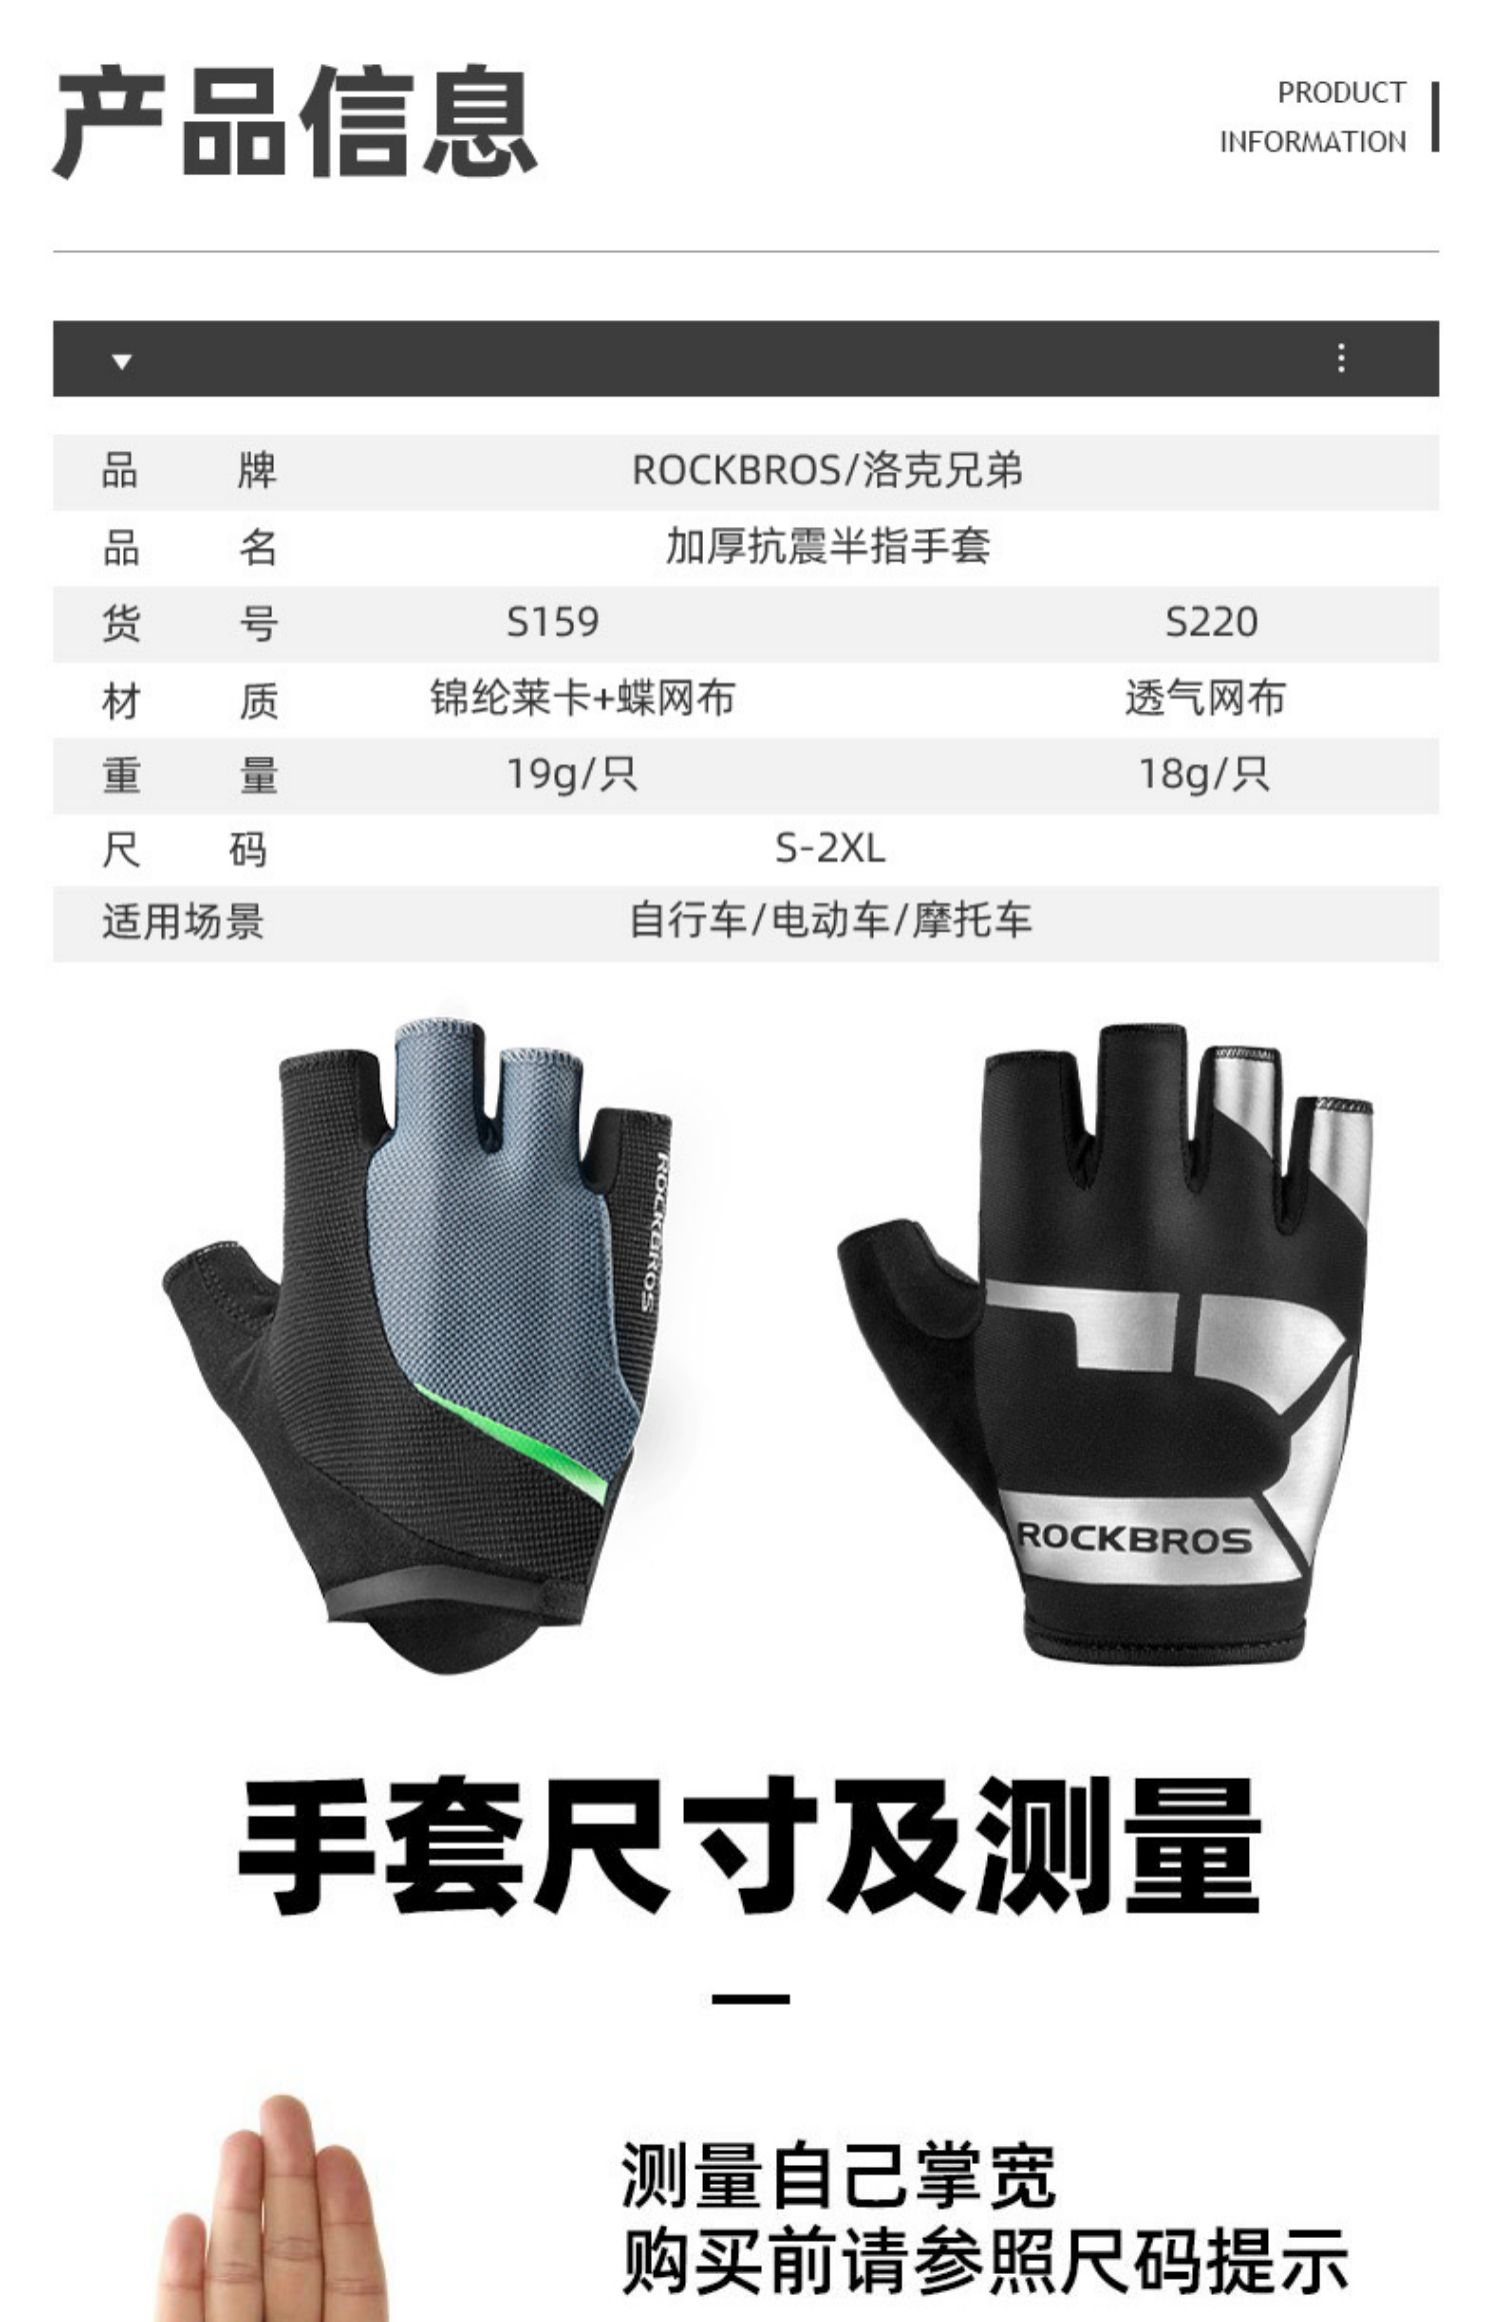 产品信息
PRODUCT
INFORMATION
品 牌 ROCKBROS/洛克兄弟
品 名 加厚抗震半指手套
货 号 S159 S220
材 质 锦纶莱卡+蝶网布 透气网布
重 量 19g/只 18g/只
尺 码 S-2XL
适用场景 自行车/电动车/摩托车
ROCKBROS
ROCKBROS
手套尺寸及测量
测量自己掌宽
购买前请参照尺码提示